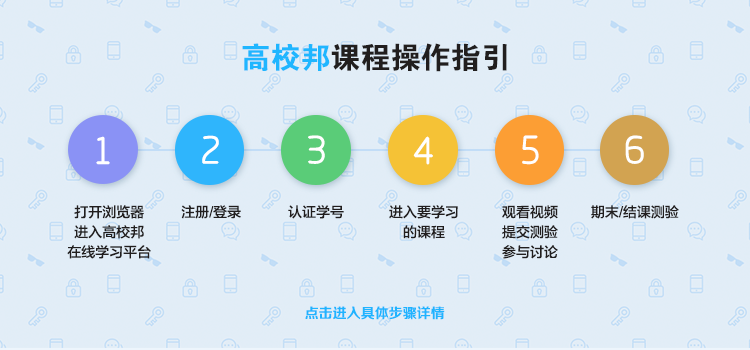 高校邦课程操作指引
1
2
3
4
5
6
打开浏览器
进入高校邦
在线学习平台
注册/登录
认证学号
进入要学习
的课程
观看视频
提交测验
参与讨论
期末/结课测验
点击进入具体步骤详情